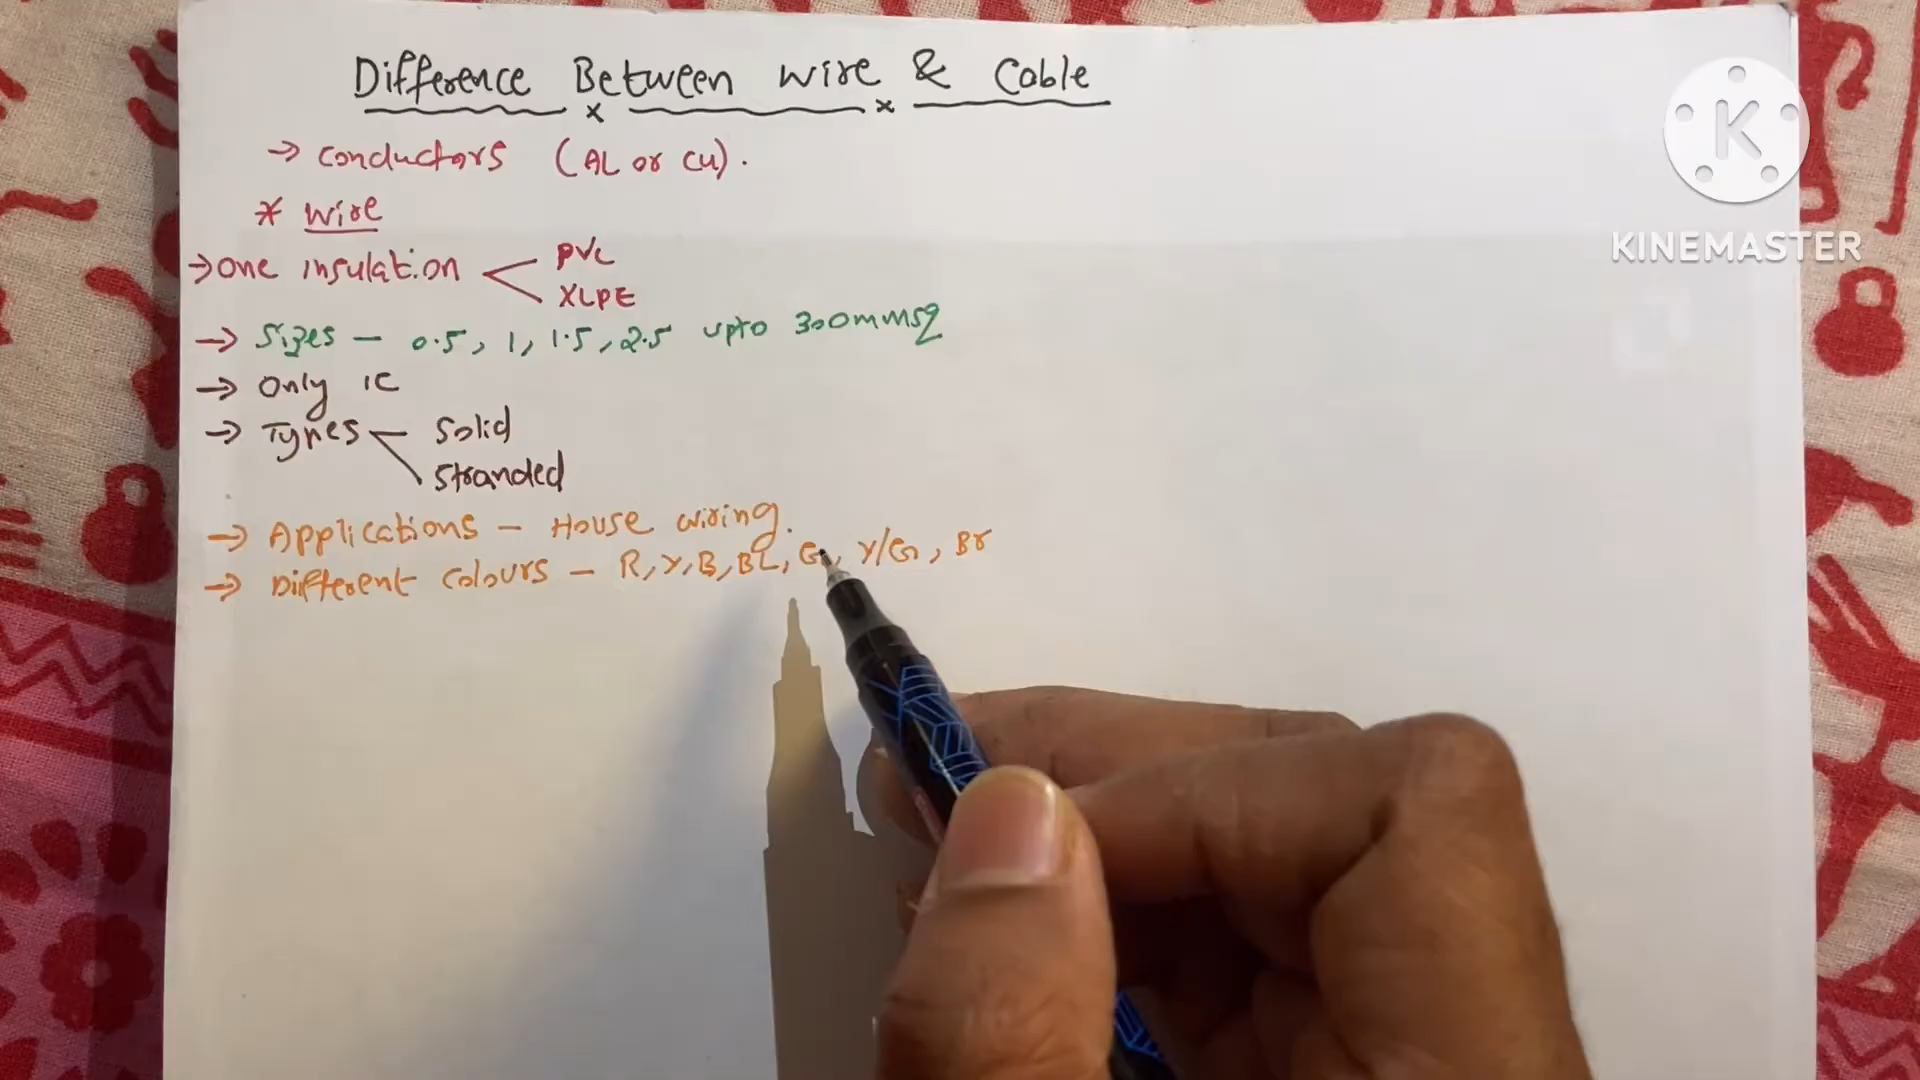 Difference Between wire & Cable
→ conductors (AL or cu).
* wire
→ one insulation < PVC
XLPE
→ Sizes - 0.5, 1, 1.5, 2.5 upto 300mmsq
→ Only 1C
→ Types - Solid
Stranded
→ Applications - House wiring.
→ Different colours - R, Y, B, BL, G, Y/G, Br
K
KINEMASTER